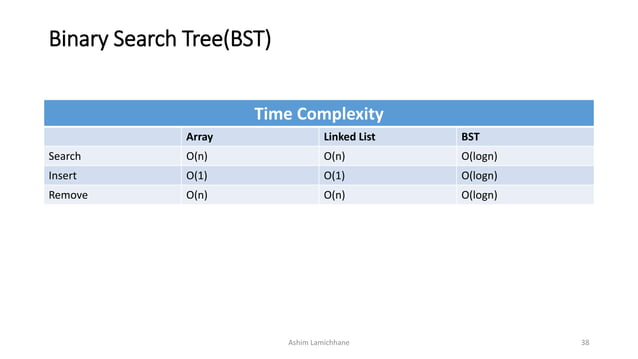 Binary Search Tree(BST)
Time Complexity
Array Linked List BST
Search O(n) O(n) O(logn)
Insert O(1) O(1) O(logn)
Remove O(n) O(n) O(logn)
Ashim Lamichhane 38